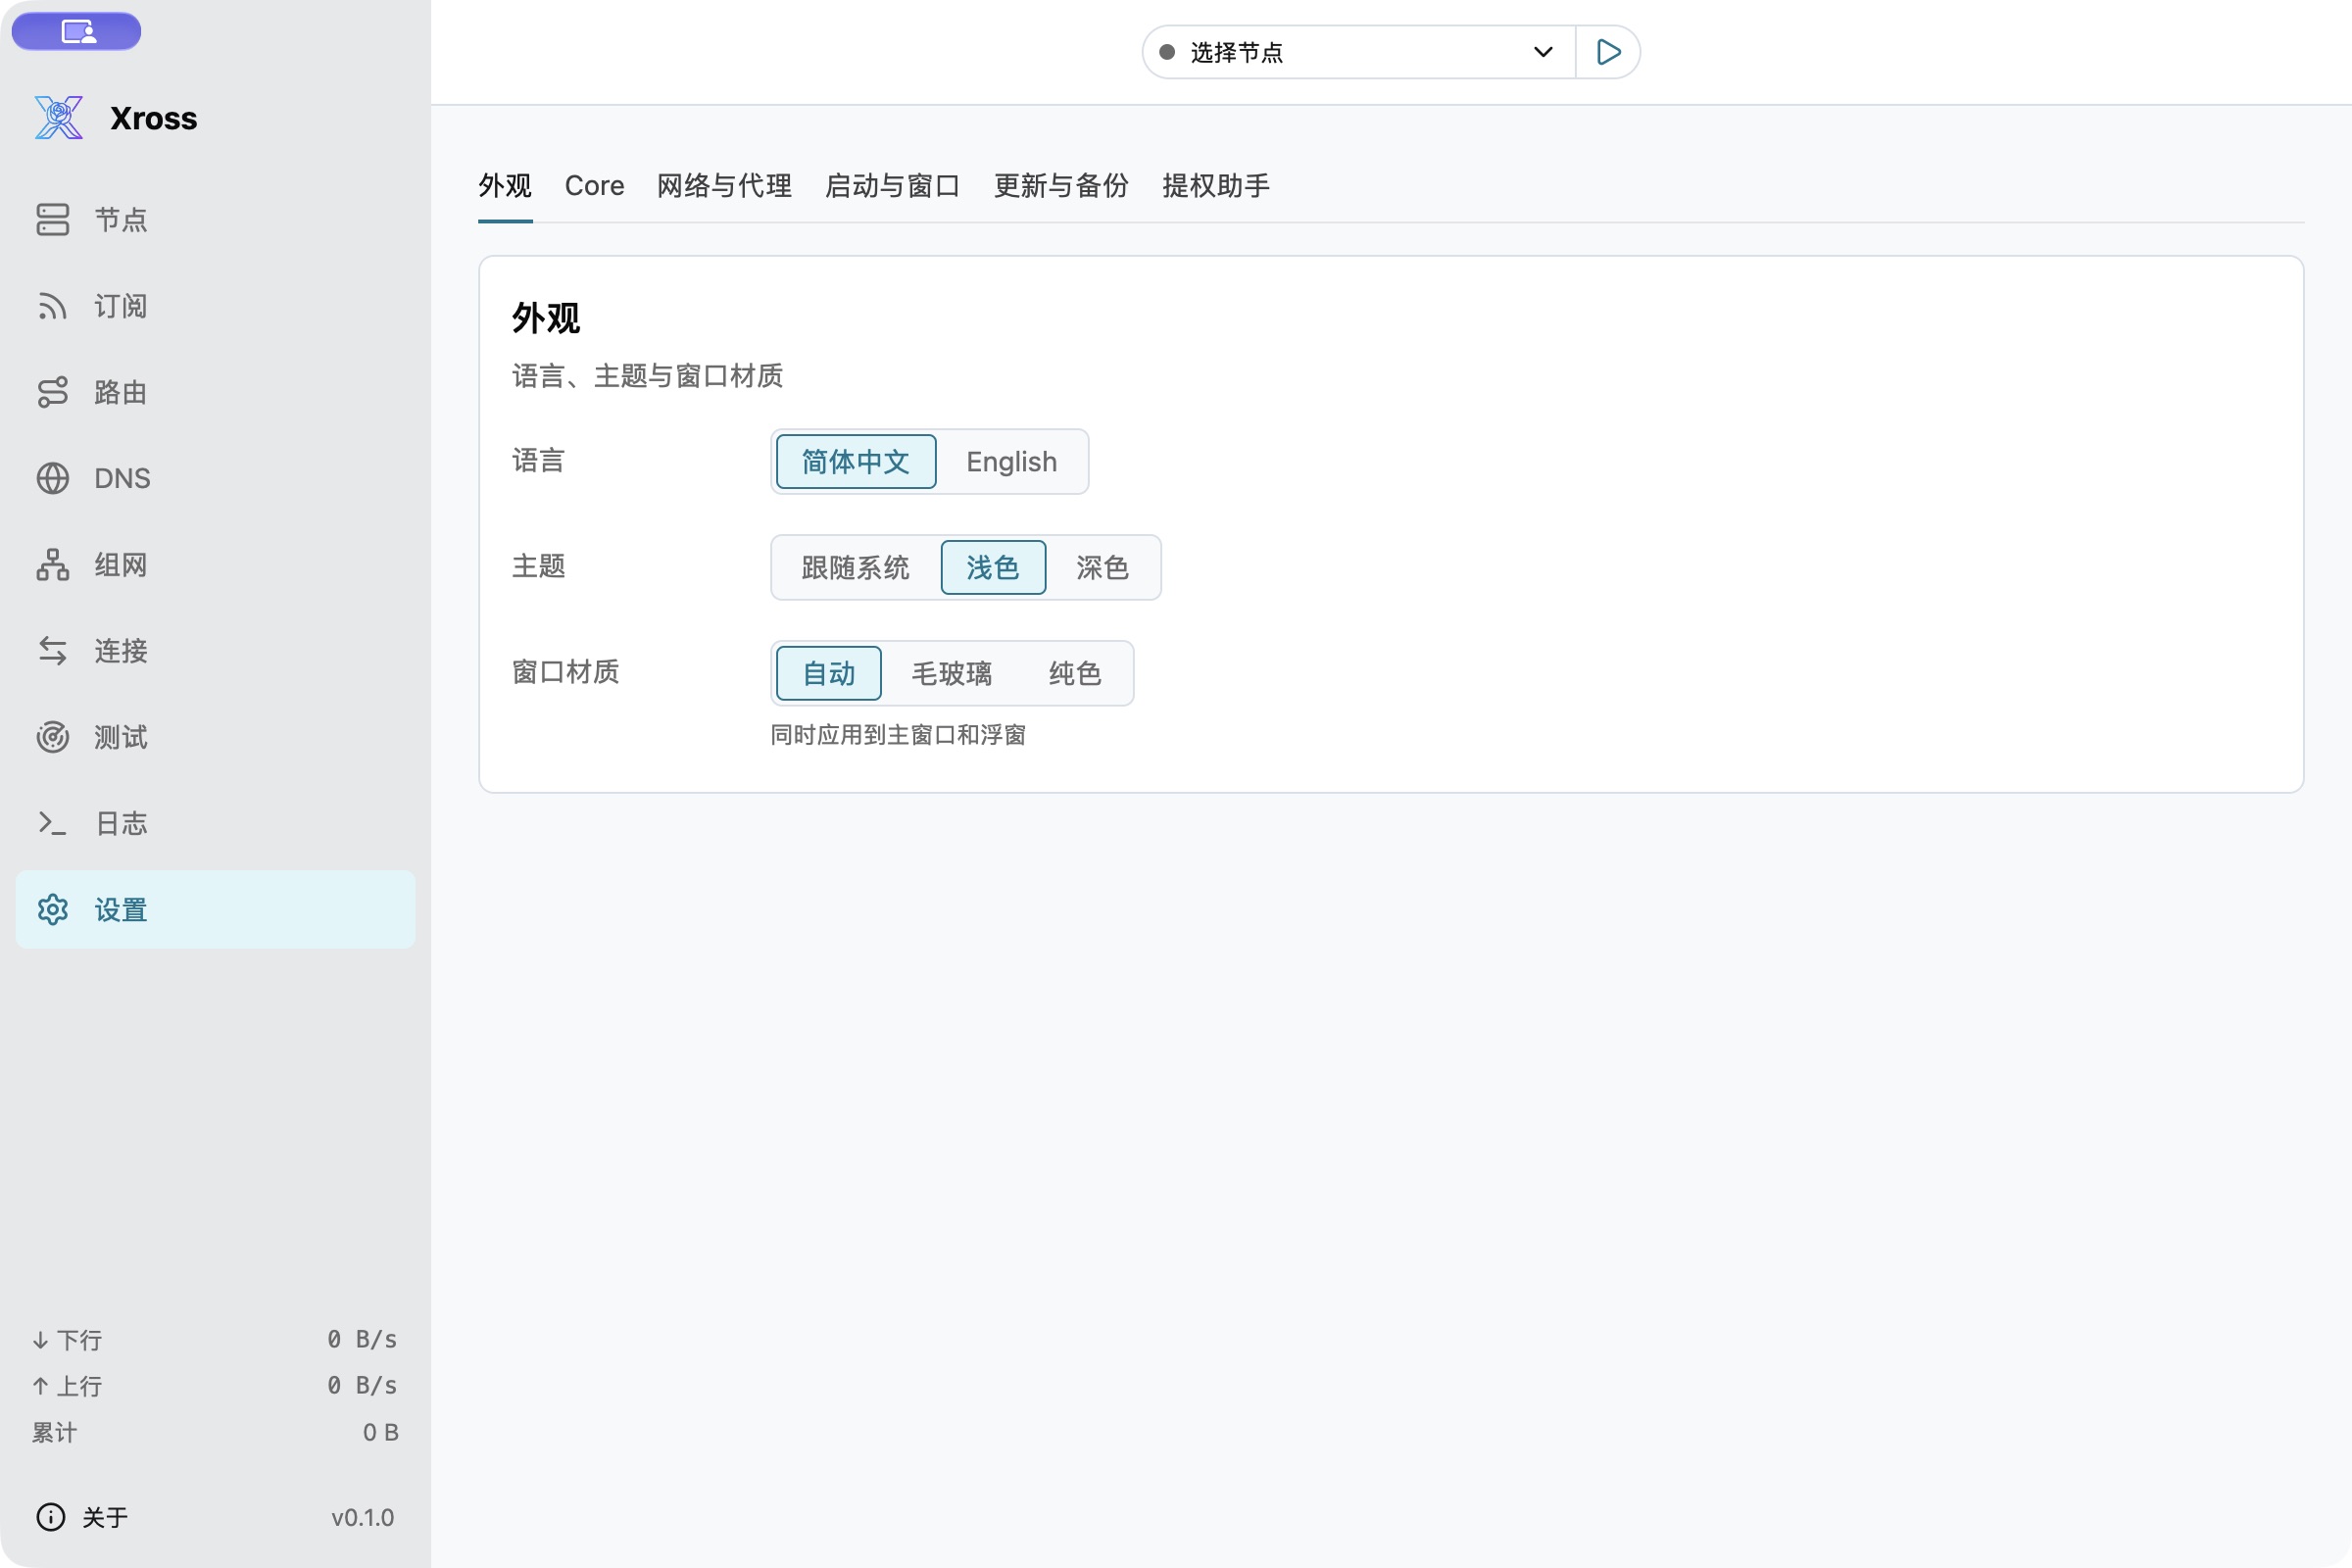 选择节点
Xross
节点
订阅
路由
DNS
组网
连接
测试
日志
设置
下行 0 B/s
上行 0 B/s
累计 0 B
关于 v0.1.0
外观 Core 网络与代理 启动与窗口 更新与备份 提权助手
外观
语言、主题与窗口材质
语言 简体中文 English
主题 跟随系统 浅色 深色
窗口材质 自动 毛玻璃 纯色
同时应用到主窗口和浮窗